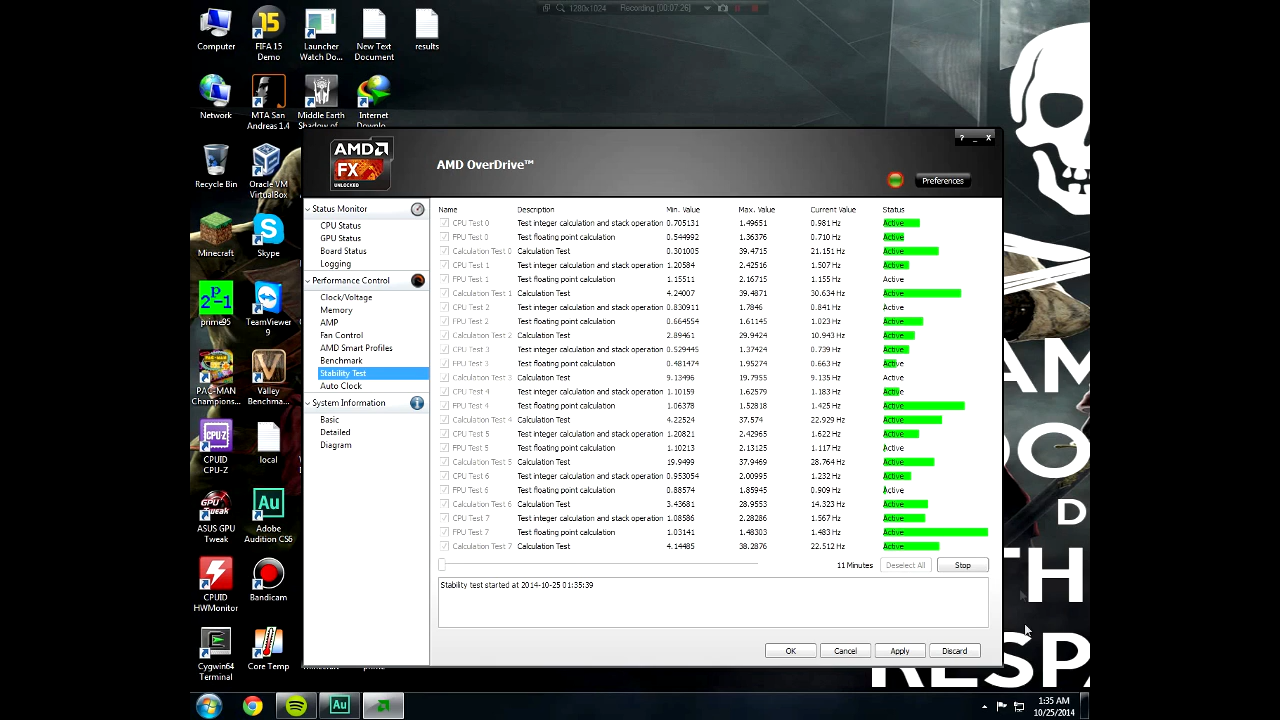 1280x1024 Recording [00:07:26]
Computer
FIFA 15 Demo
Launcher Watch Do...
New Text Document
results
Network
MTA San Andreas 1.4
Middle Earth Shadow of
Internet Downlo...
Recycle Bin
Oracle VM VirtualBox
Minecraft
Skype
prime95
TeamViewer 9
PAC-MAN Champions...
Valley Benchma...
CPUID CPU-Z
local
ASUS GPU Tweak
Adobe Audition CS6
CPUID HWMonitor
Bandicam
Cygwin64 Terminal
Core Temp
AMD FX UNLOCKED
AMD OverDrive™
Preferences
Status Monitor
CPU Status
GPU Status
Board Status
Logging
Performance Control
Clock/Voltage
Memory
AMP
Fan Control
AMD Smart Profiles
Benchmark
Stability Test
Auto Clock
System Information
Basic
Detailed
Diagram
Name Description Min. Value Max. Value Current Value Status
CPU Test 0 Test integer calculation and stack operation 0.705131 1.49651 0.981 Hz Active
FPU Test 0 Test floating point calculation 0.544992 1.36376 0.710 Hz Active
Calculation Test 0 Calculation Test 0.301005 39.4715 21.151 Hz Active
CPU Test 1 Test integer calculation and stack operation 1.20584 2.42516 1.507 Hz Active
FPU Test 1 Test floating point calculation 1.15511 2.16715 1.155 Hz Active
Calculation Test 1 Calculation Test 4.24007 39.4871 30.634 Hz Active
CPU Test 2 Test integer calculation and stack operation 0.830911 1.7846 0.841 Hz Active
FPU Test 2 Test floating point calculation 0.664554 1.61145 1.023 Hz Active
Calculation Test 2 Calculation Test 2.89461 29.9424 10.943 Hz Active
CPU Test 3 Test integer calculation and stack operation 0.529445 1.37424 0.739 Hz Active
FPU Test 3 Test floating point calculation 0.481474 1.95274 0.663 Hz Active
Calculation Test 3 Calculation Test 9.13496 19.7955 9.135 Hz Active
CPU Test 4 Test integer calculation and stack operation 1.10159 1.62579 1.183 Hz Active
FPU Test 4 Test floating point calculation 1.06378 1.52818 1.425 Hz Active
Calculation Test 4 Calculation Test 4.22524 37.574 22.929 Hz Active
CPU Test 5 Test integer calculation and stack operation 1.20821 2.42965 1.622 Hz Active
FPU Test 5 Test floating point calculation 1.10213 2.13125 1.117 Hz Active
Calculation Test 5 Calculation Test 19.9499 37.9469 28.764 Hz Active
CPU Test 6 Test integer calculation and stack operation 0.953054 2.00995 1.232 Hz Active
FPU Test 6 Test floating point calculation 0.88574 1.85945 0.909 Hz Active
Calculation Test 6 Calculation Test 3.43684 28.9553 14.323 Hz Active
CPU Test 7 Test integer calculation and stack operation 1.08586 2.28286 1.567 Hz Active
FPU Test 7 Test floating point calculation 1.03141 1.48303 1.483 Hz Active
Calculation Test 7 Calculation Test 4.14485 38.2876 22.512 Hz Active
11 Minutes Deselect All Stop
Stability test started at 2014-10-25 01:35:39
OK Cancel Apply Discard
AM
DO
D
TH
RESPA
1:35 AM
10/25/2014